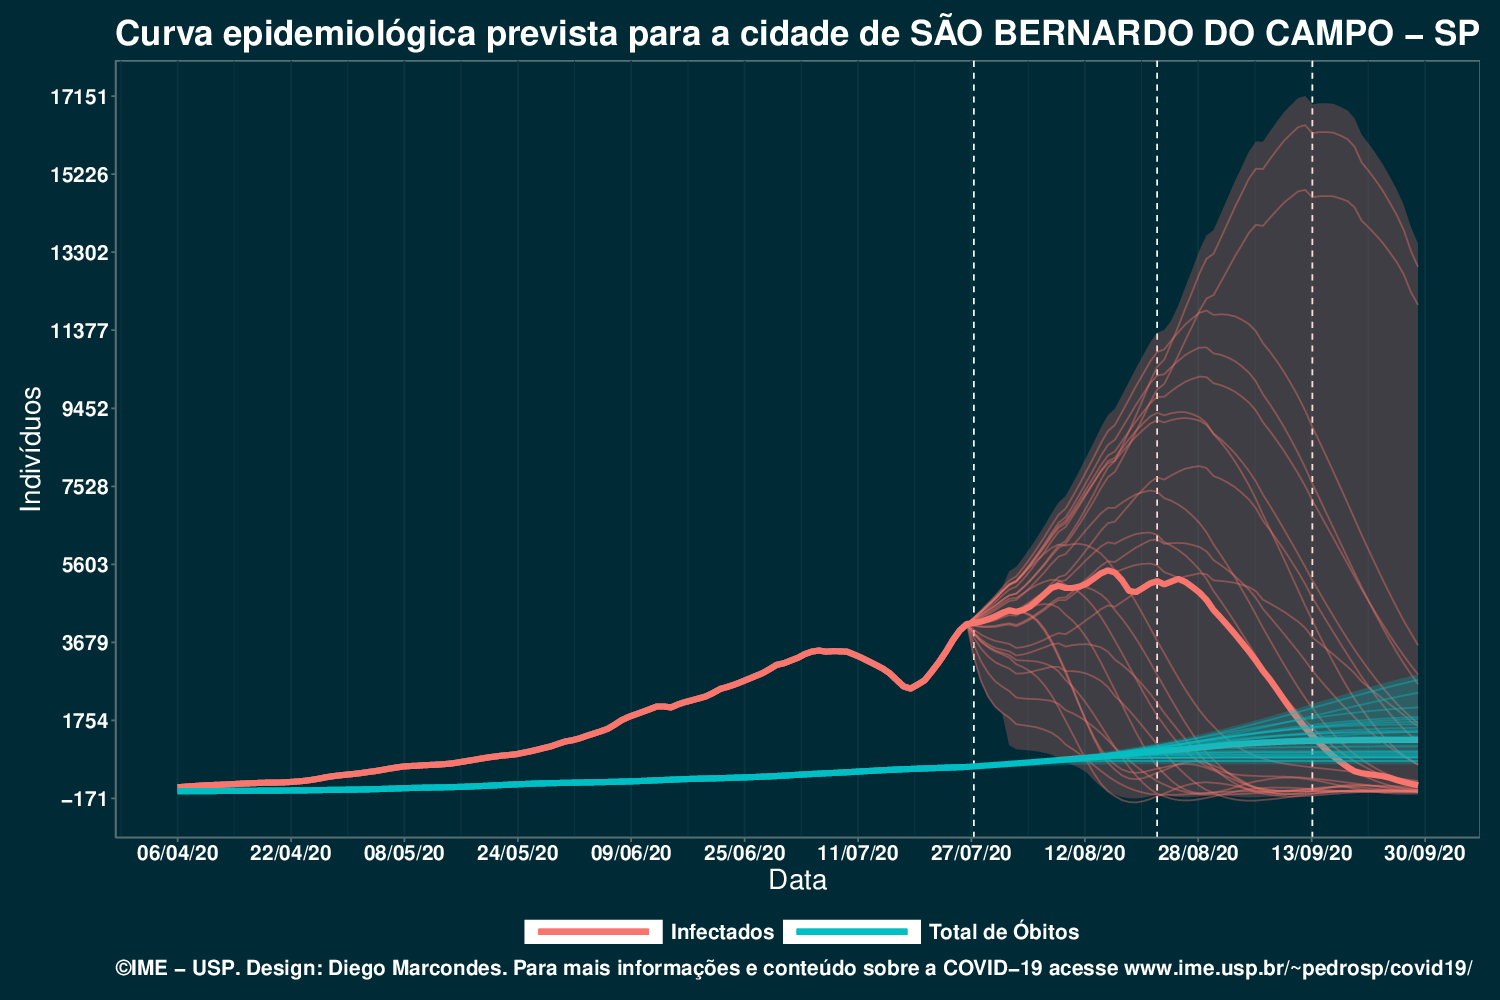 Curva epidemiológica prevista para a cidade de SÃO BERNARDO DO CAMPO – SP
17151
15226
13302
11377
9452
7528
5603
3679
1754
−171
Indivíduos
06/04/20 22/04/20 08/05/20 24/05/20 09/06/20 25/06/20 11/07/20 27/07/20 12/08/20 28/08/20 13/09/20 30/09/20
Data
Infectados Total de Óbitos
©IME – USP. Design: Diego Marcondes. Para mais informações e conteúdo sobre a COVID−19 acesse www.ime.usp.br/~pedrosp/covid19/